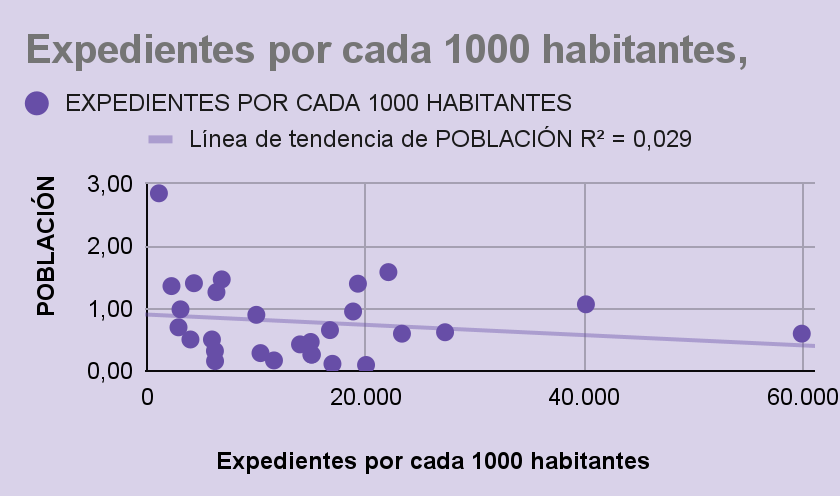 Expedientes por cada 1000 habitantes,
EXPEDIENTES POR CADA 1000 HABITANTES
Línea de tendencia de POBLACIÓN R² = 0,029
POBLACIÓN
3,00
2,00
1,00
0,00
0 20.000 40.000 60.000
Expedientes por cada 1000 habitantes